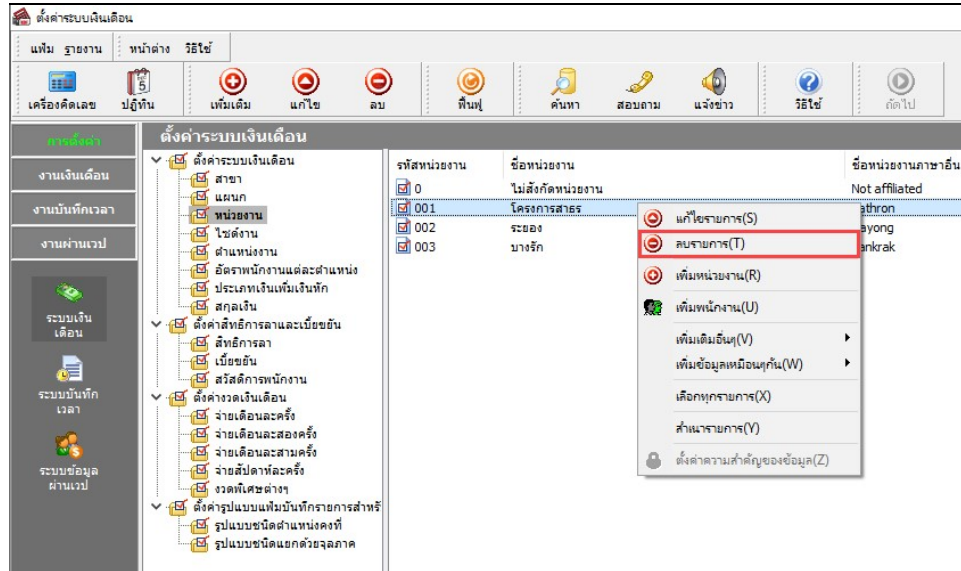 ตั้งค่าระบบเงินเดือน
แฟ้ม รายงาน หน้าต่าง วิธีใช้
5
เครื่องคิดเลข ปฏิทิน เพิ่มเติม แก้ไข ลบ ฟื้นฟู ค้นหา สอบถาม แจ้งข่าว วิธีใช้ ถัดไป
การตั้งค่า
งานเงินเดือน
งานบันทึกเวลา
งานผ่านเวป
ระบบเงิน
เดือน
ระบบบันทึก
เวลา
ระบบข้อมูล
ผ่านเวป
ตั้งค่าระบบเงินเดือน
ตั้งค่าระบบเงินเดือน
สาขา
แผนก
หน่วยงาน
ไซด์งาน
ตำแหน่งงาน
อัตราพนักงานแต่ละตำแหน่ง
ประเภทเงินเพิ่มเงินหัก
สกุลเงิน
ตั้งค่าสิทธิการลาและเบี้ยขยัน
สิทธิการลา
เบี้ยขยัน
สวัสดิการพนักงาน
ตั้งค่างวดเงินเดือน
จ่ายเดือนละครั้ง
จ่ายเดือนละสองครั้ง
จ่ายเดือนละสามครั้ง
จ่ายสัปดาห์ละครั้ง
งวดพิเศษต่างๆ
ตั้งค่ารูปแบบแฟ้มบันทึกรายการสำหรั
รูปแบบชนิดตำแหน่งคงที่
รูปแบบชนิดแยกด้วยจุลภาค
รหัสหน่วยงาน ชื่อหน่วยงาน ชื่อหน่วยงานภาษาอื่น
0 ไม่สังกัดหน่วยงาน Not affiliated
001 โครงการสาธร athron
002 ระยอง ayong
003 บางรัก ankrak
แก้ไขรายการ(S)
ลบรายการ(T)
เพิ่มหน่วยงาน(R)
เพิ่มพนักงาน(U)
เพิ่มเติมอื่นๆ(V)
เพิ่มข้อมูลเหมือนๆกัน(W)
เลือกทุกรายการ(X)
สำเนารายการ(Y)
ตั้งค่าความสำคัญของข้อมูล(Z)